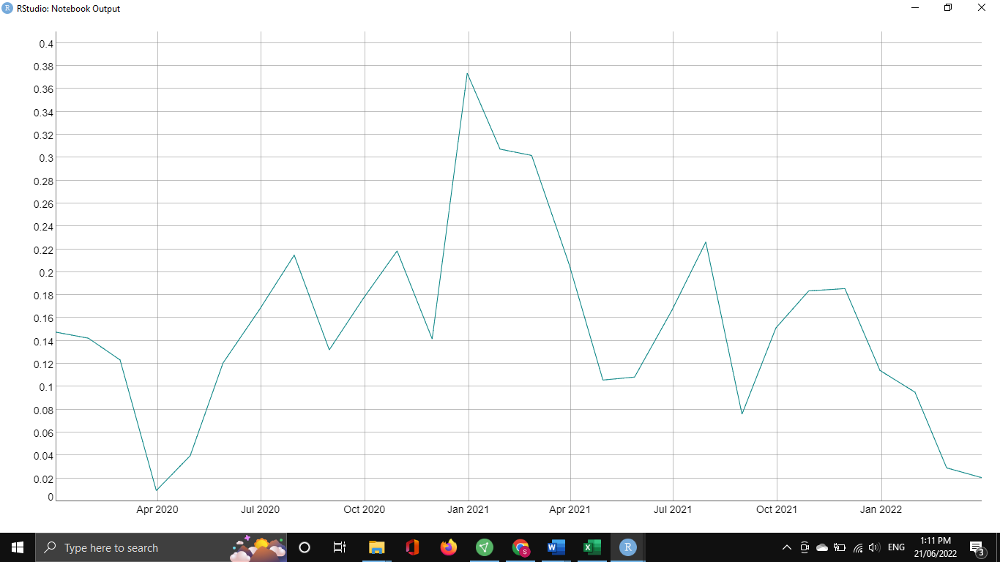 R RStudio: Notebook Output
0.4
0.38
0.36
0.34
0.32
0.3
0.28
0.26
0.24
0.22
0.2
0.18
0.16
0.14
0.12
0.1
0.08
0.06
0.04
0.02
0
Apr 2020 Jul 2020 Oct 2020 Jan 2021 Apr 2021 Jul 2021 Oct 2021 Jan 2022
Type here to search
S
W
X
R
ENG
1:11 PM
21/06/2022
3